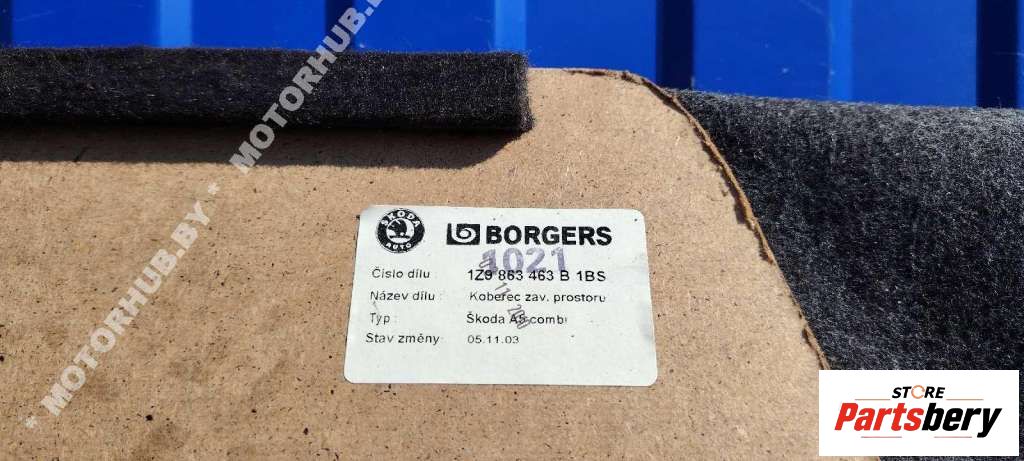 * MOTORHUB.BY * MOTORHUB.BY
ŠKODA
AUTO
BORGERS
1021
Číslo dílu : 1Z9 863 463 B 1BS
Název dílu : Koberec zav. prostoru
Typ : Škoda A5 combi
Stav změny 05.11.03
STORE
Partsbery